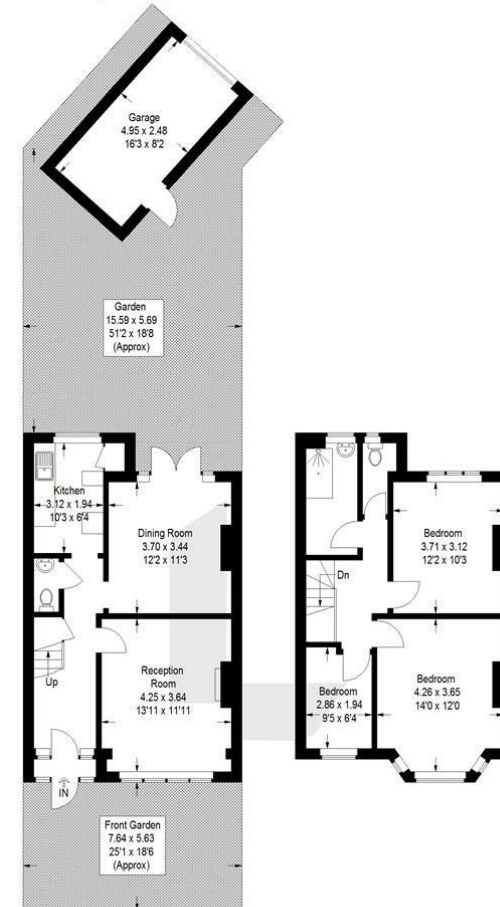 Garage
4.95 x 2.48
16'3 x 8'2
Garden
15.59 x 5.69
51'2 x 18'8
(Approx)
Kitchen
3.12 x 1.94
10'3 x 6'4
Dining Room
3.70 x 3.44
12'2 x 11'3
Reception
Room
4.25 x 3.64
13'11 x 11'11
Up
IN
Front Garden
7.64 x 5.63
25'1 x 18'6
(Approx)
Bedroom
3.71 x 3.12
12'2 x 10'3
Dn
Bedroom
4.26 x 3.65
14'0 x 12'0
Bedroom
2.86 x 1.94
9'5 x 6'4